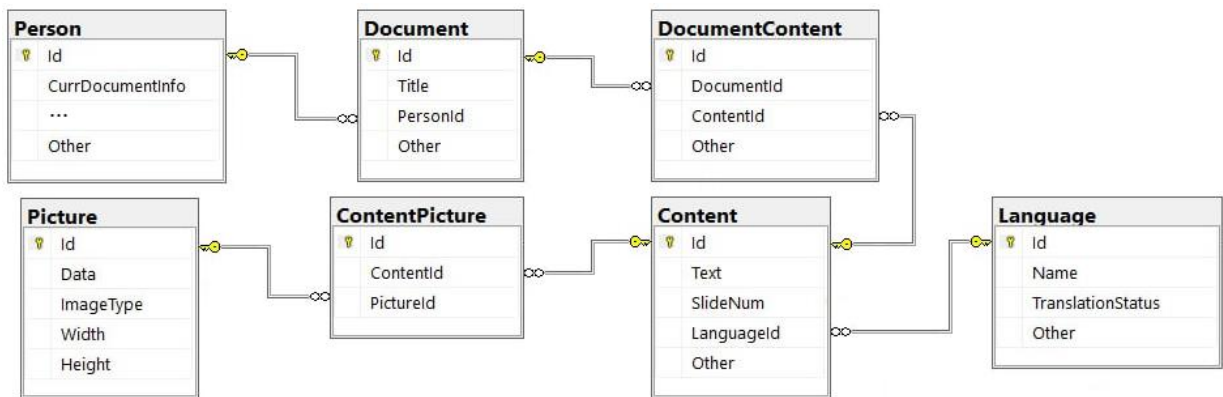 Person
Id
CurrDocumentInfo
...
Other
Document
Id
Title
PersonId
Other
DocumentContent
Id
DocumentId
ContentId
Other
Picture
Id
Data
ImageType
Width
Height
ContentPicture
Id
ContentId
PictureId
Content
Id
Text
SlideNum
LanguageId
Other
Language
Id
Name
TranslationStatus
Other